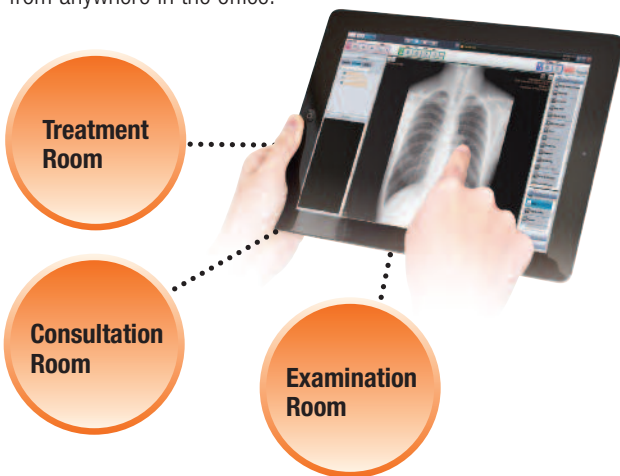 from anywhere in the office.
Treatment
Room
Consultation
Room
Examination
Room